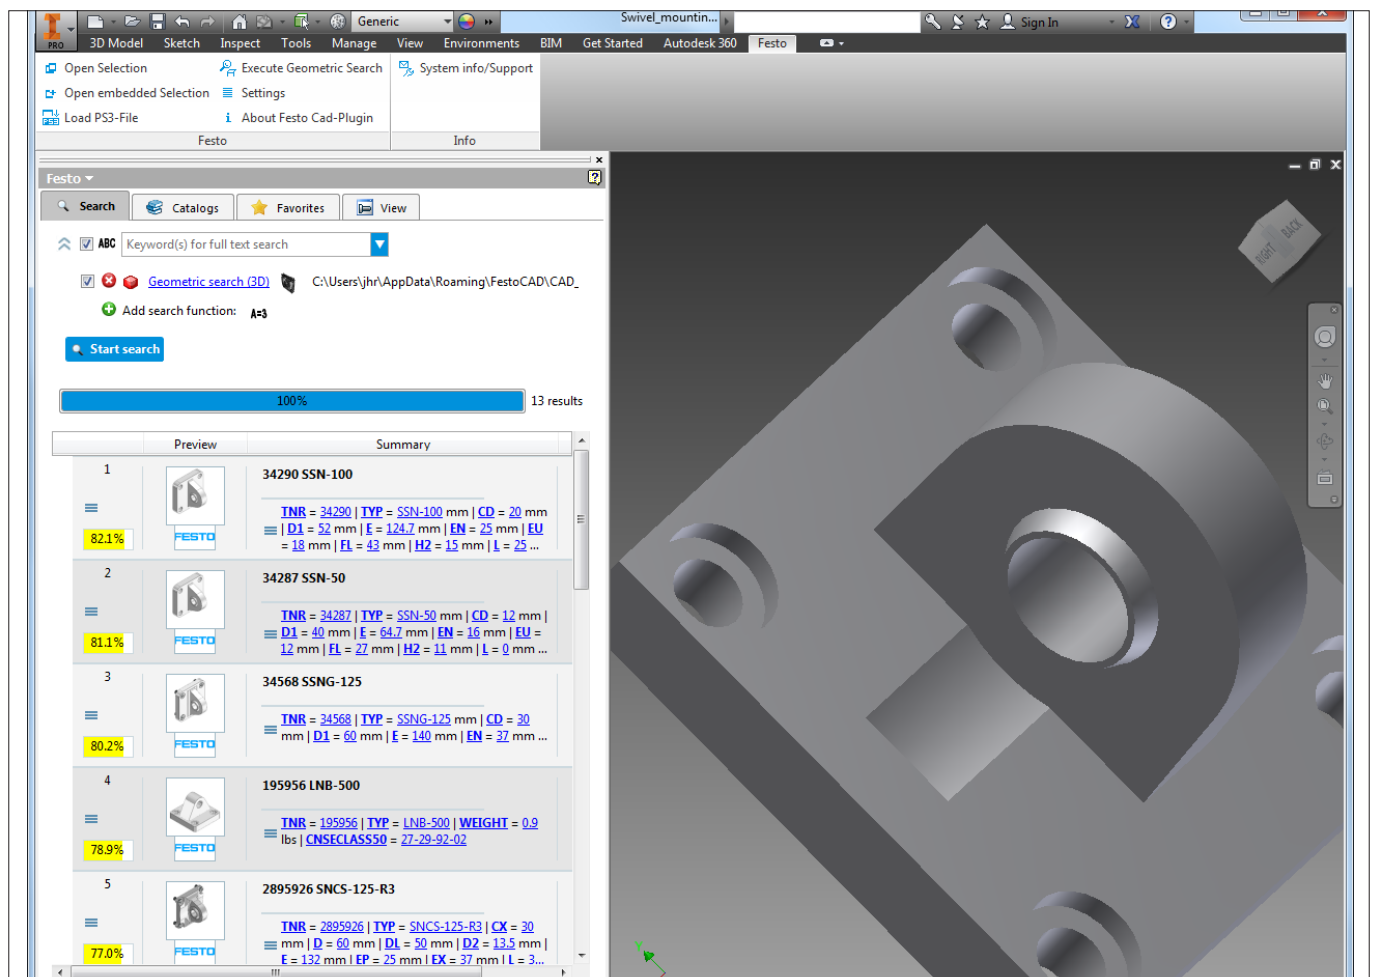 Generic
Swivel_mountin...
Sign In
PRO
3D Model Sketch Inspect Tools Manage View Environments BIM Get Started Autodesk 360 Festo
Open Selection
Execute Geometric Search
System info/Support
Open embedded Selection
Settings
Load PS3-File
About Festo Cad-Plugin
Festo
Info
Festo
Search Catalogs Favorites View
ABC Keyword(s) for full text search
Geometric search (3D) C:\Users\jhr\AppData\Roaming\FestoCAD\CAD_
Add search function: A=3
Start search
100% 13 results
Preview Summary
1
34290 SSN-100
TNR = 34290 | TYP = SSN-100 mm | CD = 20 mm
| D1 = 52 mm | E = 124.7 mm | EN = 25 mm | EU
= 18 mm | FL = 43 mm | H2 = 15 mm | L = 25 ...
82.1%
FESTO
2
34287 SSN-50
TNR = 34287 | TYP = SSN-50 mm | CD = 12 mm |
D1 = 40 mm | E = 64.7 mm | EN = 16 mm | EU =
12 mm | FL = 27 mm | H2 = 11 mm | L = 0 mm ...
81.1%
FESTO
3
34568 SSNG-125
TNR = 34568 | TYP = SSNG-125 mm | CD = 30
mm | D1 = 60 mm | E = 140 mm | EN = 37 mm ...
80.2%
FESTO
4
195956 LNB-500
TNR = 195956 | TYP = LNB-500 | WEIGHT = 0.9
lbs | CNSECLASS50 = 27-29-92-02
78.9%
FESTO
5
2895926 SNCS-125-R3
TNR = 2895926 | TYP = SNCS-125-R3 | CX = 30
mm | D = 60 mm | DL = 50 mm | D2 = 13.5 mm |
E = 132 mm | EP = 25 mm | EX = 37 mm | L = 3...
77.0%
FESTO
RIGHT BACK